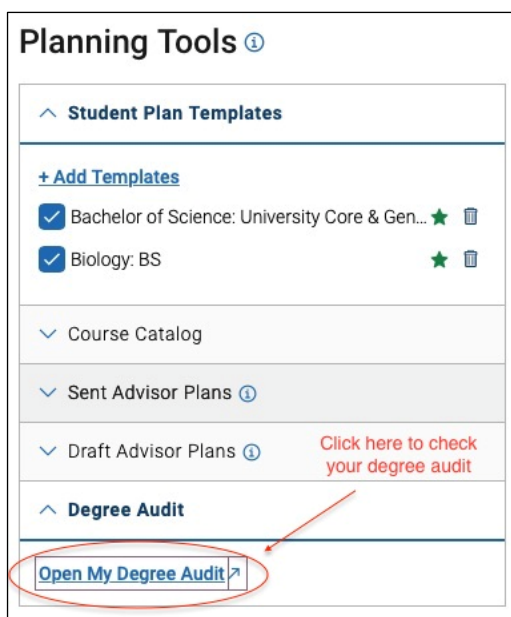 Planning Tools
Student Plan Templates
+ Add Templates
Bachelor of Science: University Core & Gen...
Biology: BS
Course Catalog
Sent Advisor Plans
Draft Advisor Plans
Click here to check
your degree audit
Degree Audit
Open My Degree Audit